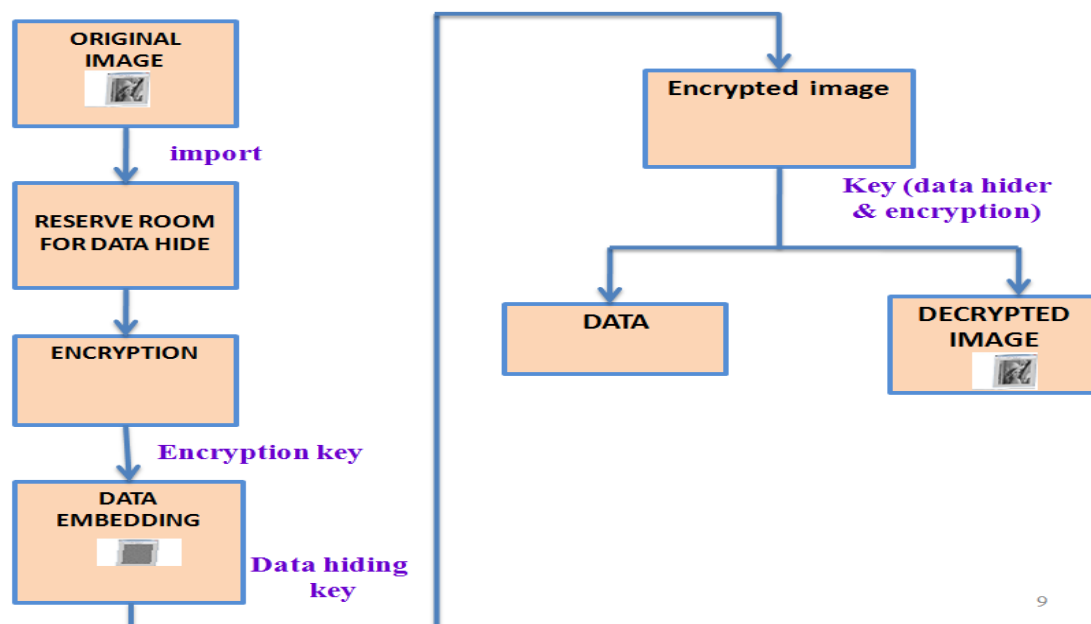 ORIGINAL
IMAGE
import
RESERVE ROOM
FOR DATA HIDE
ENCRYPTION
Encryption key
DATA
EMBEDDING
Data hiding
key
Encrypted image
Key (data hider
& encryption)
DATA
DECRYPTED
IMAGE
9